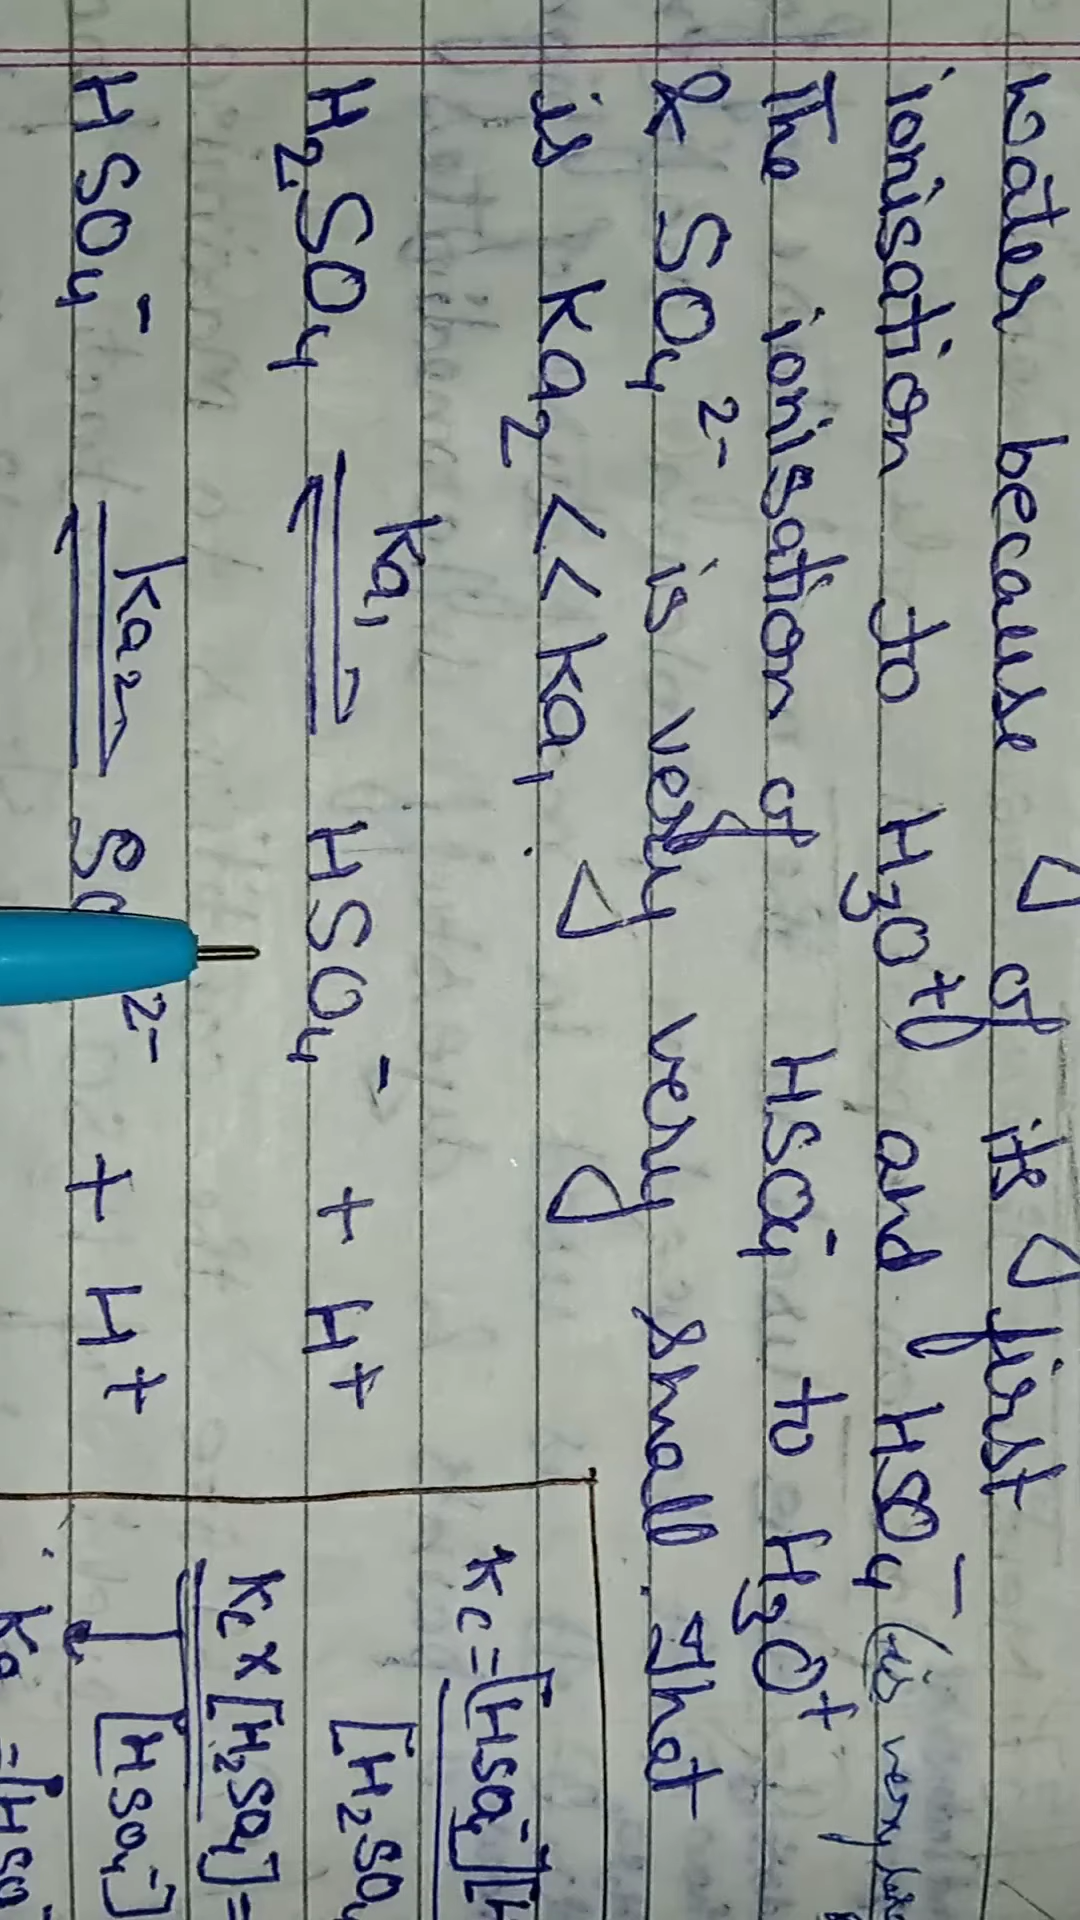 water because of its first
ionisation to H₃O⁺ and HSO₄⁻ (is very
The ionisation of HSO₄⁻ to H₃O⁺
& SO₄²⁻ is very very small. That
is Ka₂ << Ka₁.
H₂SO₄ ⇌ Ka₁ HSO₄⁻ + H⁺
HSO₄⁻ ⇌ Ka₂ SO₄²⁻ + H⁺
Kc = [HSO₄⁻][H
[H₂SO₄
Kc × [H₂SO₄] =
[HSO₄⁻]
Ka = [HSO₄⁻